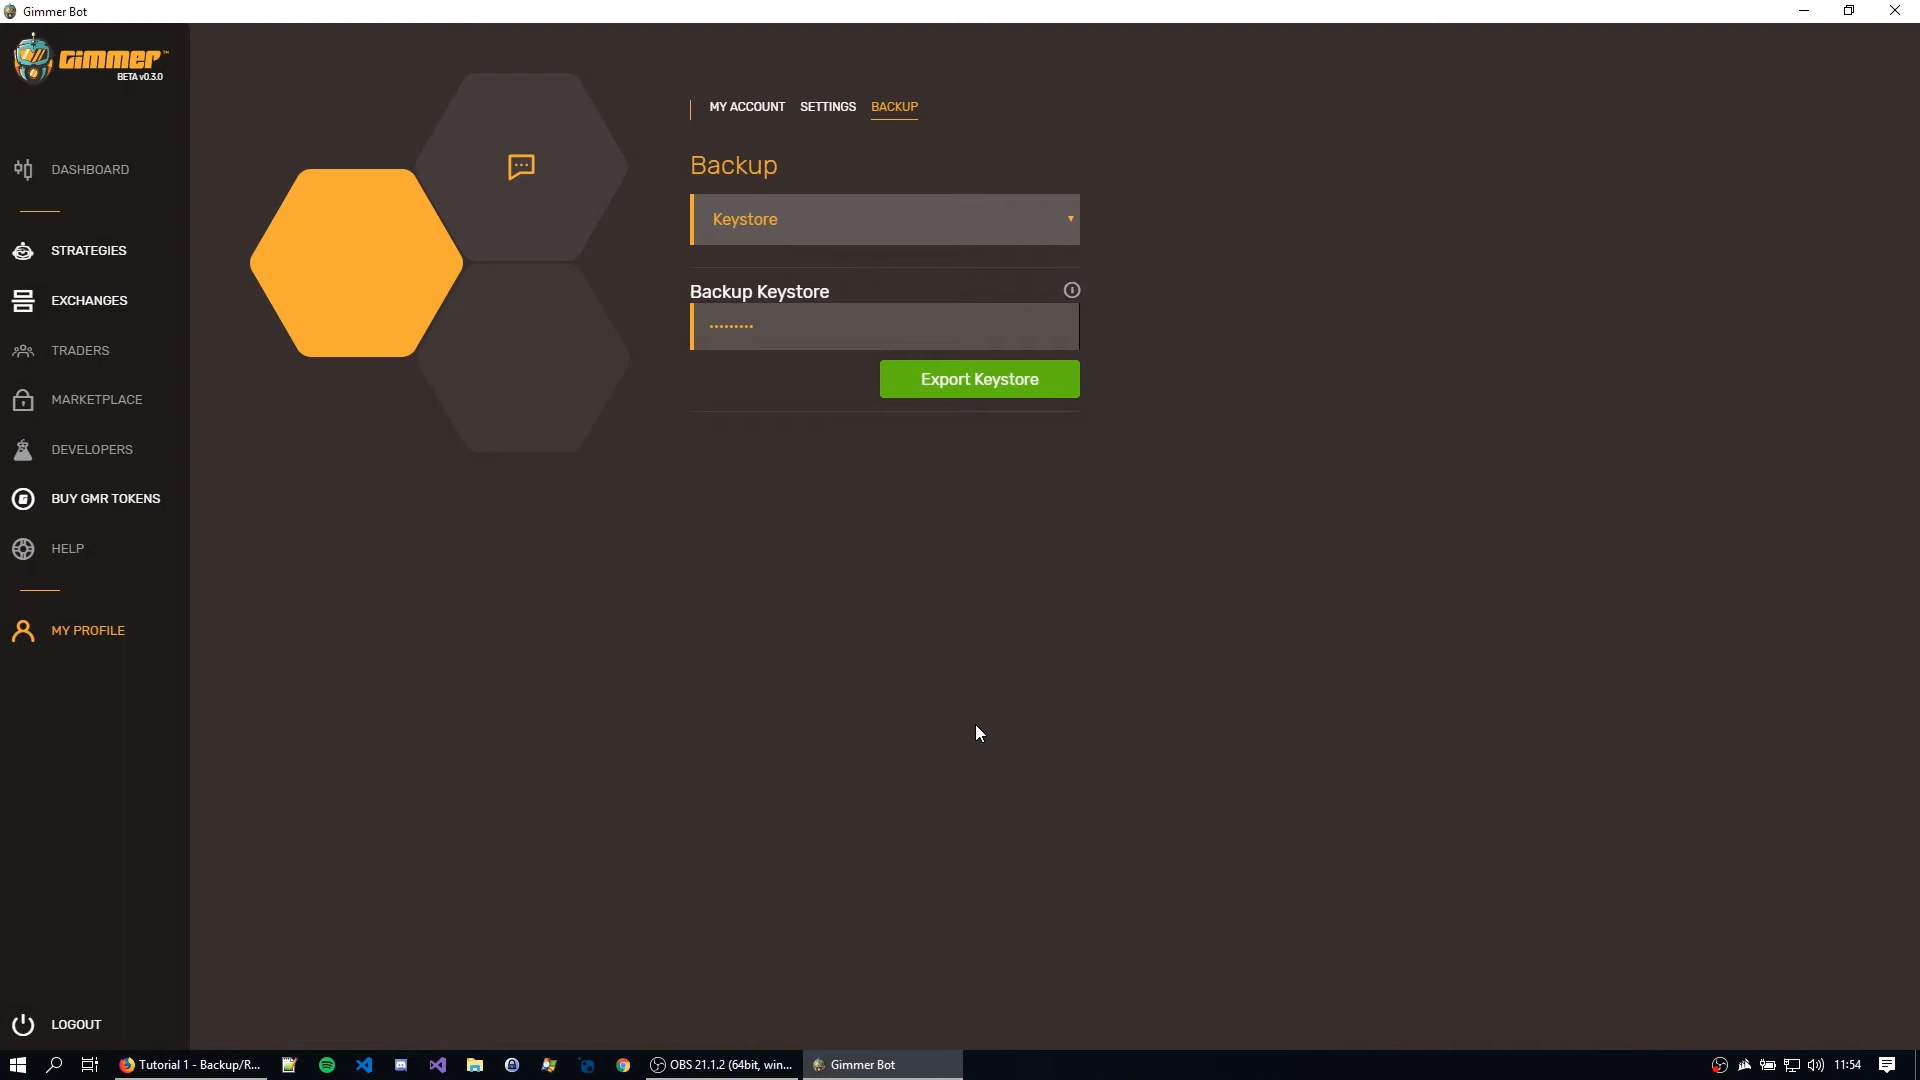 Gimmer Bot
GIMMER™
BETA v0.3.0
DASHBOARD
STRATEGIES
EXCHANGES
TRADERS
MARKETPLACE
DEVELOPERS
BUY GMR TOKENS
HELP
MY PROFILE
LOGOUT
MY ACCOUNT SETTINGS BACKUP
Backup
Keystore
Backup Keystore
•••••••••
Export Keystore
Tutorial 1 - Backup/R... OBS 21.1.2 (64bit, win... Gimmer Bot 11:54